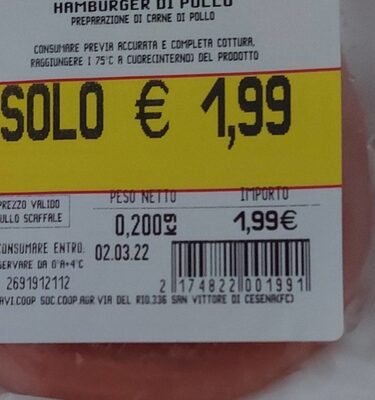 HAMBURGER DI POLLO
PREPARAZIONE DI CARNE DI POLLO
CONSUMARE PREVIA ACCURATA E COMPLETA COTTURA,
RAGGIUNGERE I 75°C A CUORE(INTERNO) DEL PRODOTTO
SOLO € 1,99
PREZZO VALIDO
SULLO SCAFFALE
PESO NETTO IMPORTO
0,200Kg 1,99€
CONSUMARE ENTRO.
02.03.22
SERVARE DA 0°A+4°C
2691912112
2 174822 001991
AVI.COOP SOC.COOP.AGR VIA DEL RIO.336 SAN VITTORE DI CESENA(FC)